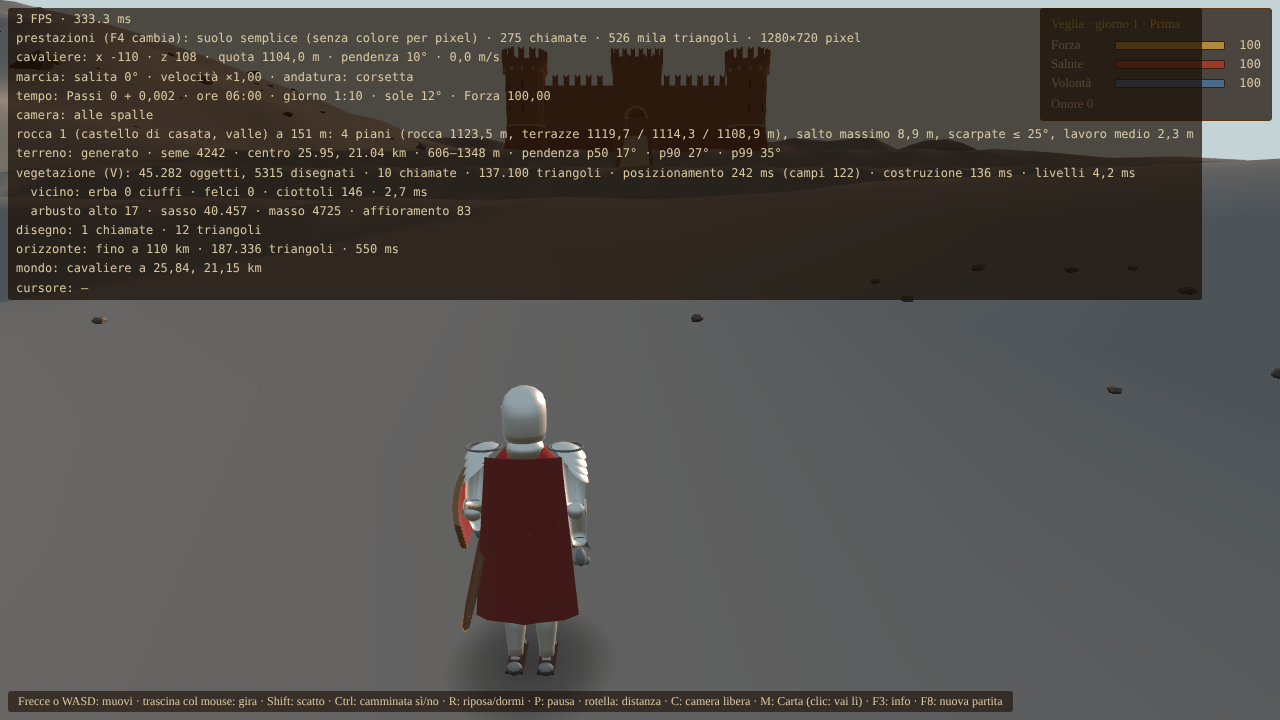 3 FPS · 333.3 ms
prestazioni (F4 cambia): suolo semplice (senza colore per pixel) · 275 chiamate · 526 mila triangoli · 1280×720 pixel
cavaliere: x -110 · z 108 · quota 1104,0 m · pendenza 10° · 0,0 m/s
marcia: salita 0° · velocità ×1,00 · andatura: corsetta
tempo: Passi 0 + 0,002 · ore 06:00 · giorno 1:10 · sole 12° · Forza 100,00
camera: alle spalle
rocca 1 (castello di casata, valle) a 151 m: 4 piani (rocca 1123,5 m, terrazze 1119,7 / 1114,3 / 1108,9 m), salto massimo 8,9 m, scarpate ≤ 25°, lavoro medio 2,3 m
terreno: generato · seme 4242 · centro 25.95, 21.04 km · 606–1348 m · pendenza p50 17° · p90 27° · p99 35°
vegetazione (V): 45.282 oggetti, 5315 disegnati · 10 chiamate · 137.100 triangoli · posizionamento 242 ms (campi 122) · costruzione 136 ms · livelli 4,2 ms
vicino: erba 0 ciuffi · felci 0 · ciottoli 146 · 2,7 ms
arbusto alto 17 · sasso 40.457 · masso 4725 · affioramento 83
disegno: 1 chiamate · 12 triangoli
orizzonte: fino a 110 km · 187.336 triangoli · 550 ms
mondo: cavaliere a 25,84, 21,15 km
cursore: —
Veglia · giorno 1 · Prima
Forza 100
Salute 100
Volontà 100
Onore 0
Frecce o WASD: muovi · trascina col mouse: gira · Shift: scatto · Ctrl: camminata sì/no · R: riposa/dormi · P: pausa · rotella: distanza · C: camera libera · M: Carta (clic: vai lì) · F3: info · F8: nuova partita